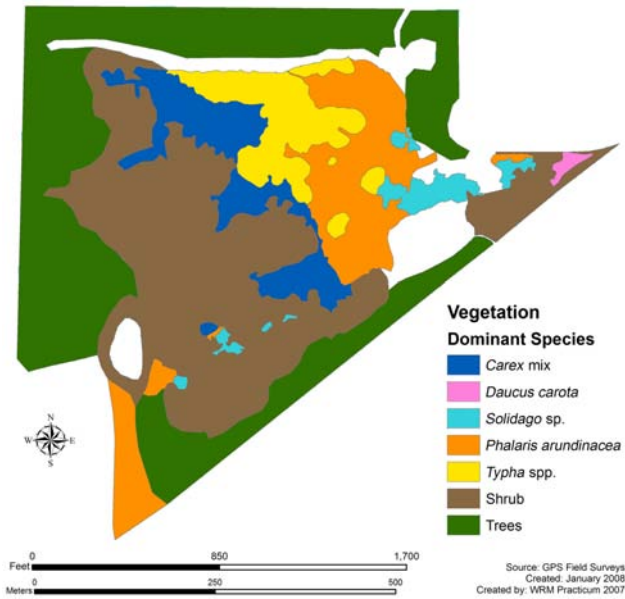 Vegetation
Dominant Species
Carex mix
Daucus carota
Solidago sp.
Phalaris arundinacea
Typha spp.
Shrub
Trees
N
W E
S
0 850 1,700
Feet
0 250 500
Meters
Source: GPS Field Surveys
Created: January 2008
Created by: WRM Practicum 2007